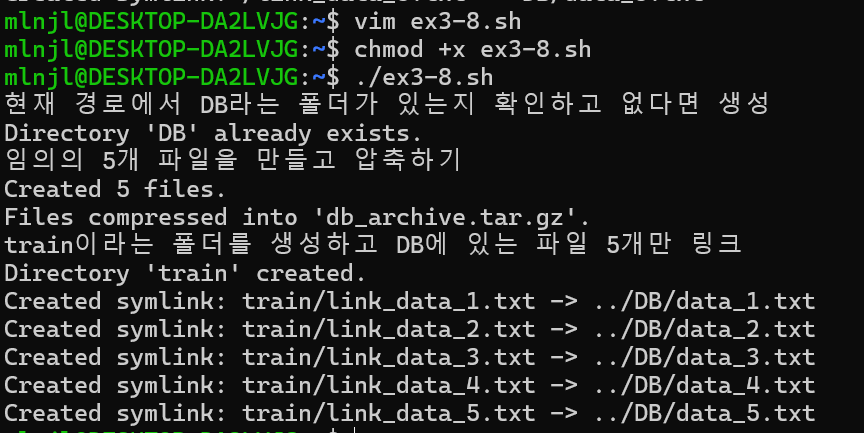 mlnjl@DESKTOP-DA2LVJG:~$ vim ex3-8.sh
mlnjl@DESKTOP-DA2LVJG:~$ chmod +x ex3-8.sh
mlnjl@DESKTOP-DA2LVJG:~$ ./ex3-8.sh
현재 경로에서 DB라는 폴더가 있는지 확인하고 없다면 생성
Directory 'DB' already exists.
임의의 5개 파일을 만들고 압축하기
Created 5 files.
Files compressed into 'db_archive.tar.gz'.
train이라는 폴더를 생성하고 DB에 있는 파일 5개만 링크
Directory 'train' created.
Created symlink: train/link_data_1.txt -> ../DB/data_1.txt
Created symlink: train/link_data_2.txt -> ../DB/data_2.txt
Created symlink: train/link_data_3.txt -> ../DB/data_3.txt
Created symlink: train/link_data_4.txt -> ../DB/data_4.txt
Created symlink: train/link_data_5.txt -> ../DB/data_5.txt